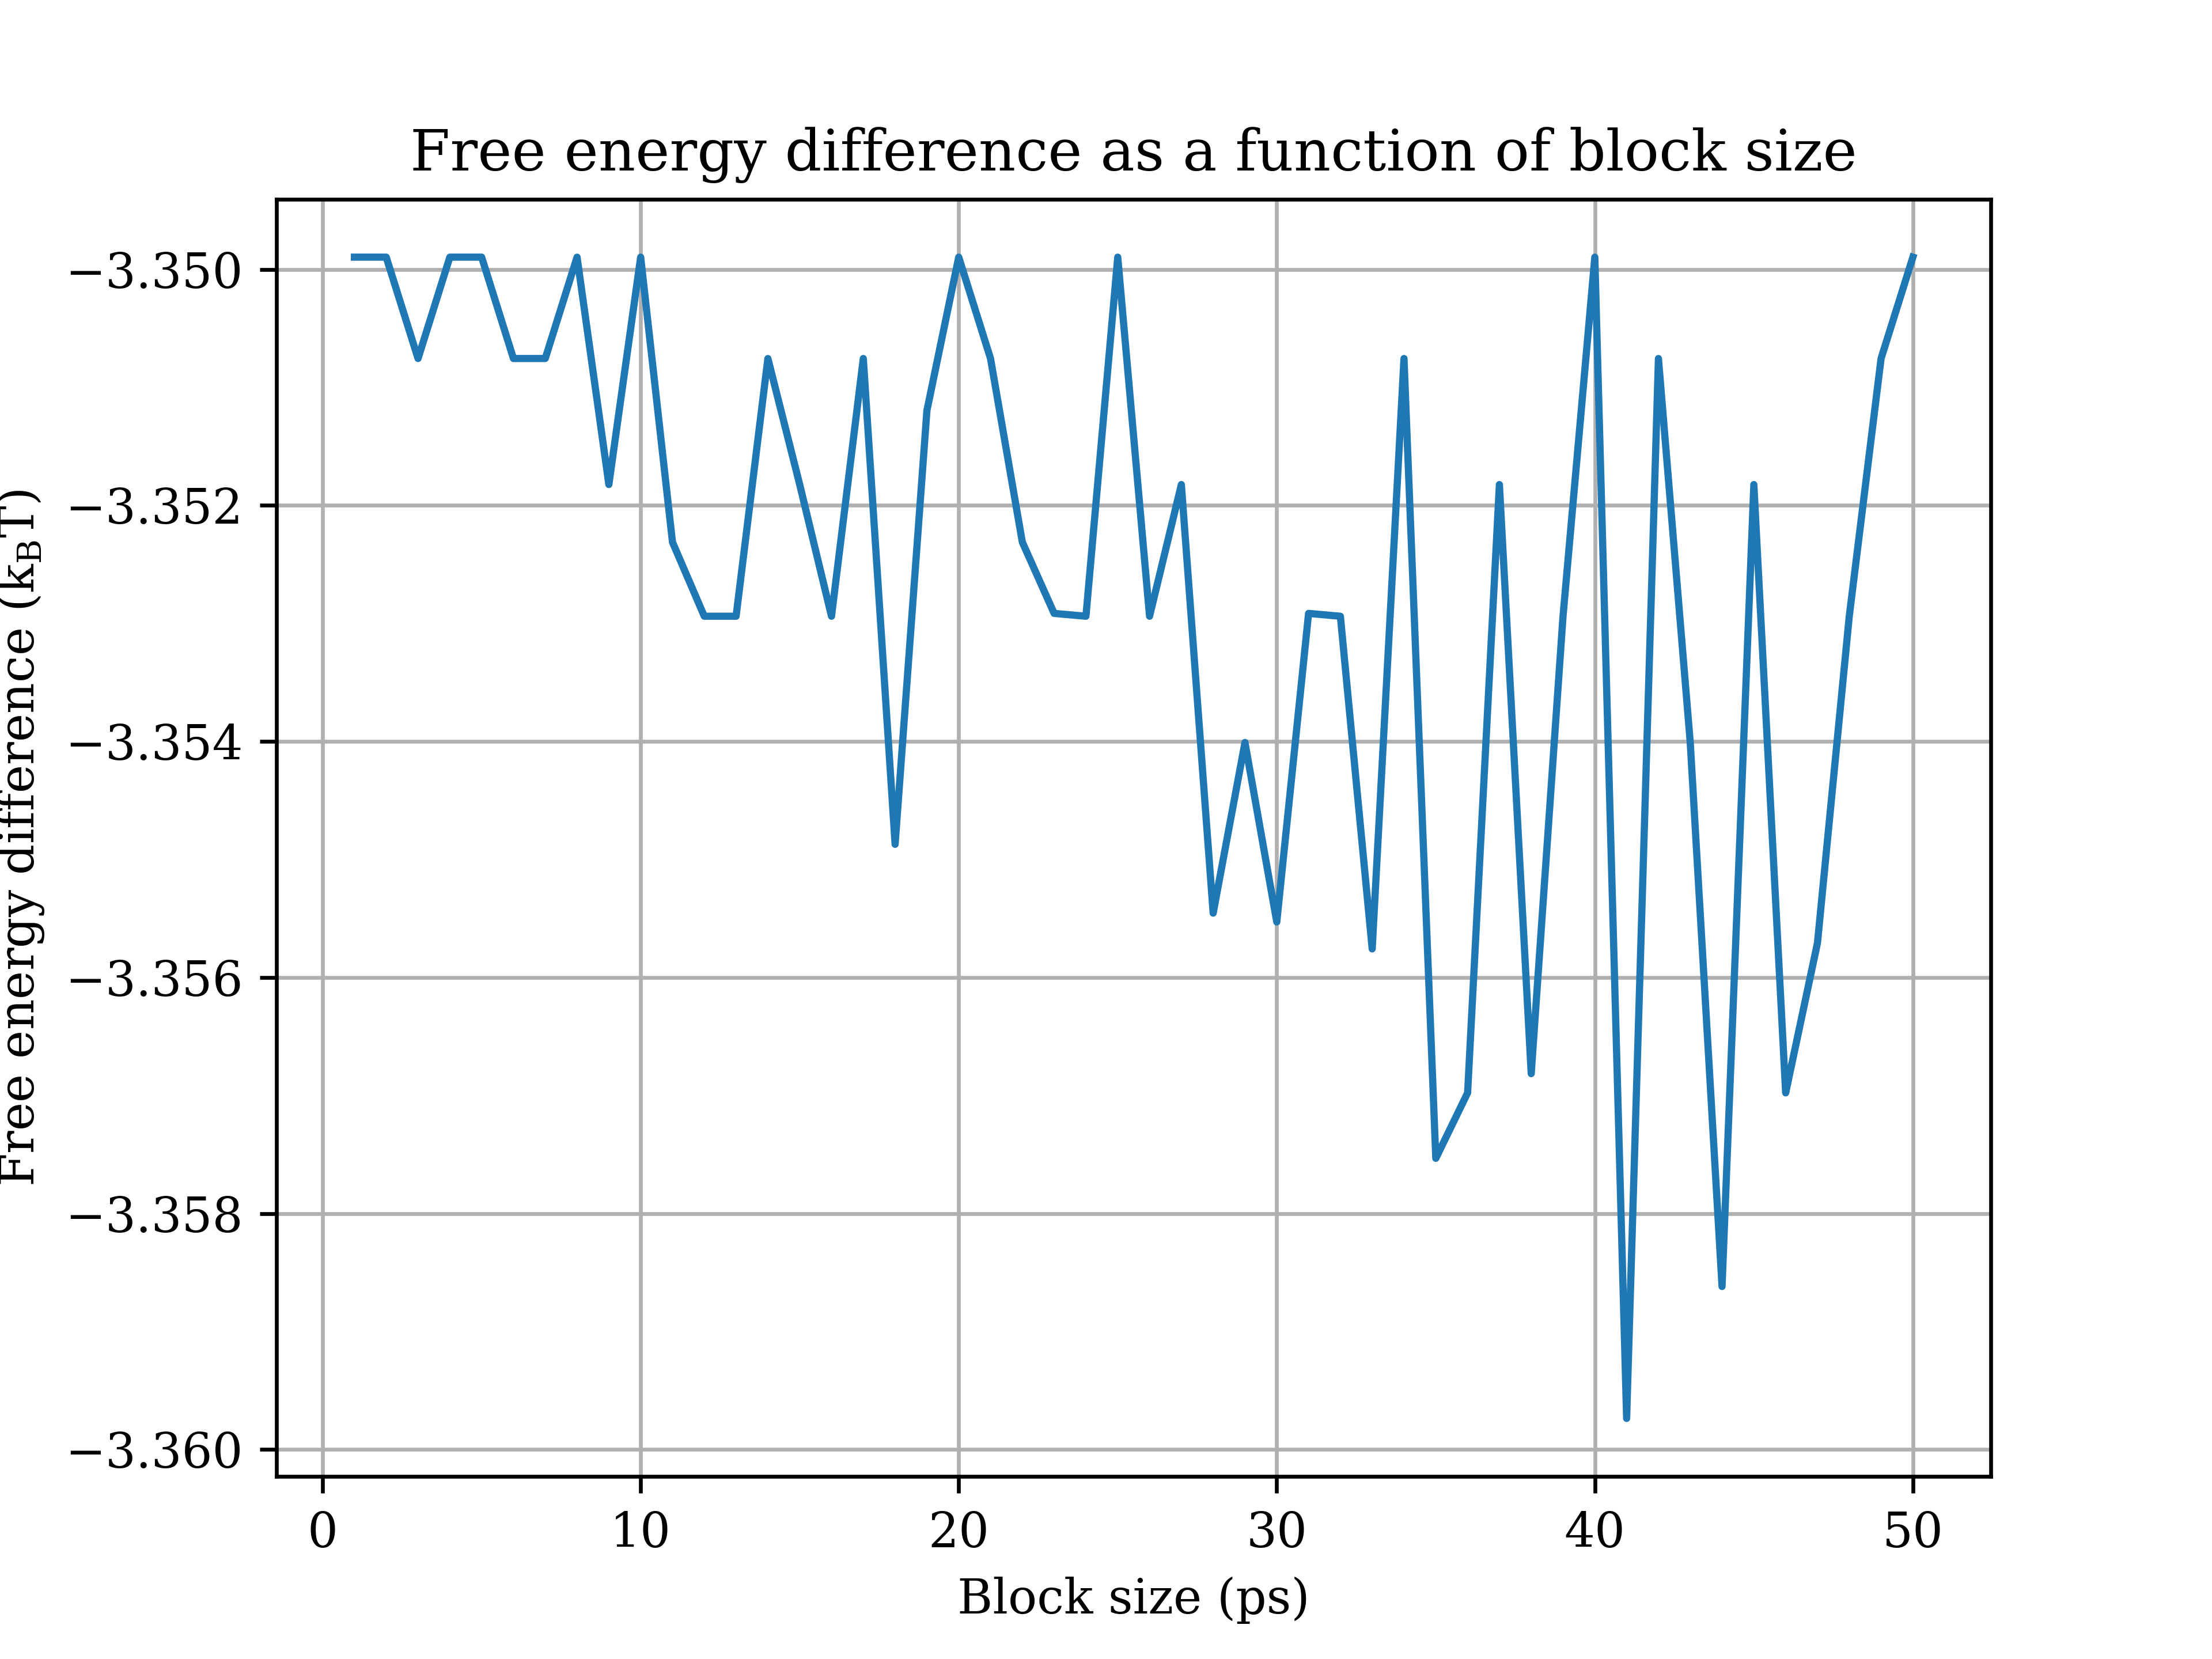 Free energy difference as a function of block size
Free energy difference (k_BT)
−3.350
−3.352
−3.354
−3.356
−3.358
−3.360
0 10 20 30 40 50
Block size (ps)